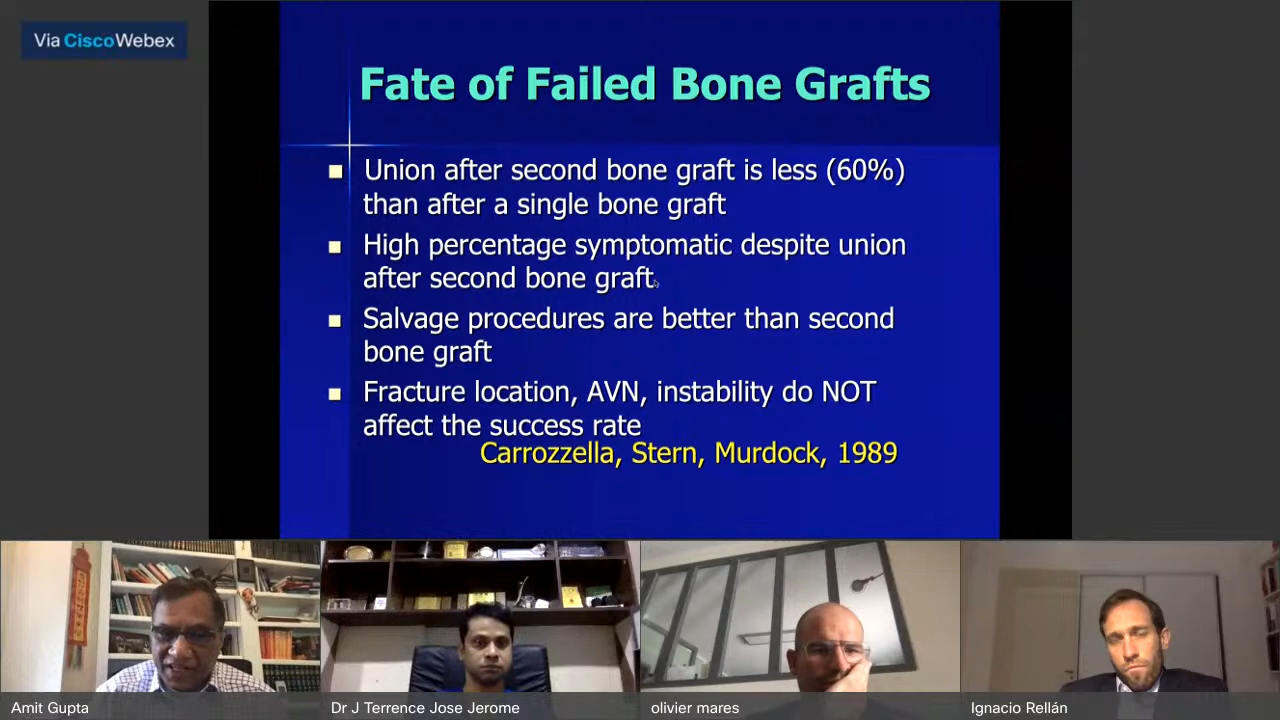 Via CiscoWebex
Fate of Failed Bone Grafts
Union after second bone graft is less (60%)
than after a single bone graft
High percentage symptomatic despite union
after second bone graft
Salvage procedures are better than second
bone graft
Fracture location, AVN, instability do NOT
affect the success rate
Carrozzella, Stern, Murdock, 1989
Amit Gupta
Dr J Terrence Jose Jerome
olivier mares
Ignacio Rellán